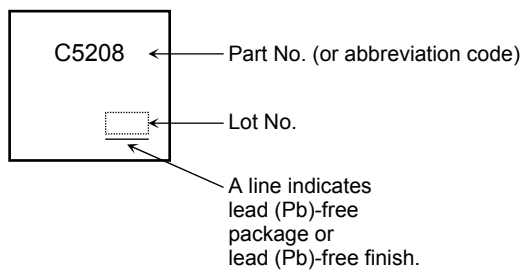 C5208
Part No. (or abbreviation code)
Lot No.
A line indicates
lead (Pb)-free
package or
lead (Pb)-free finish.